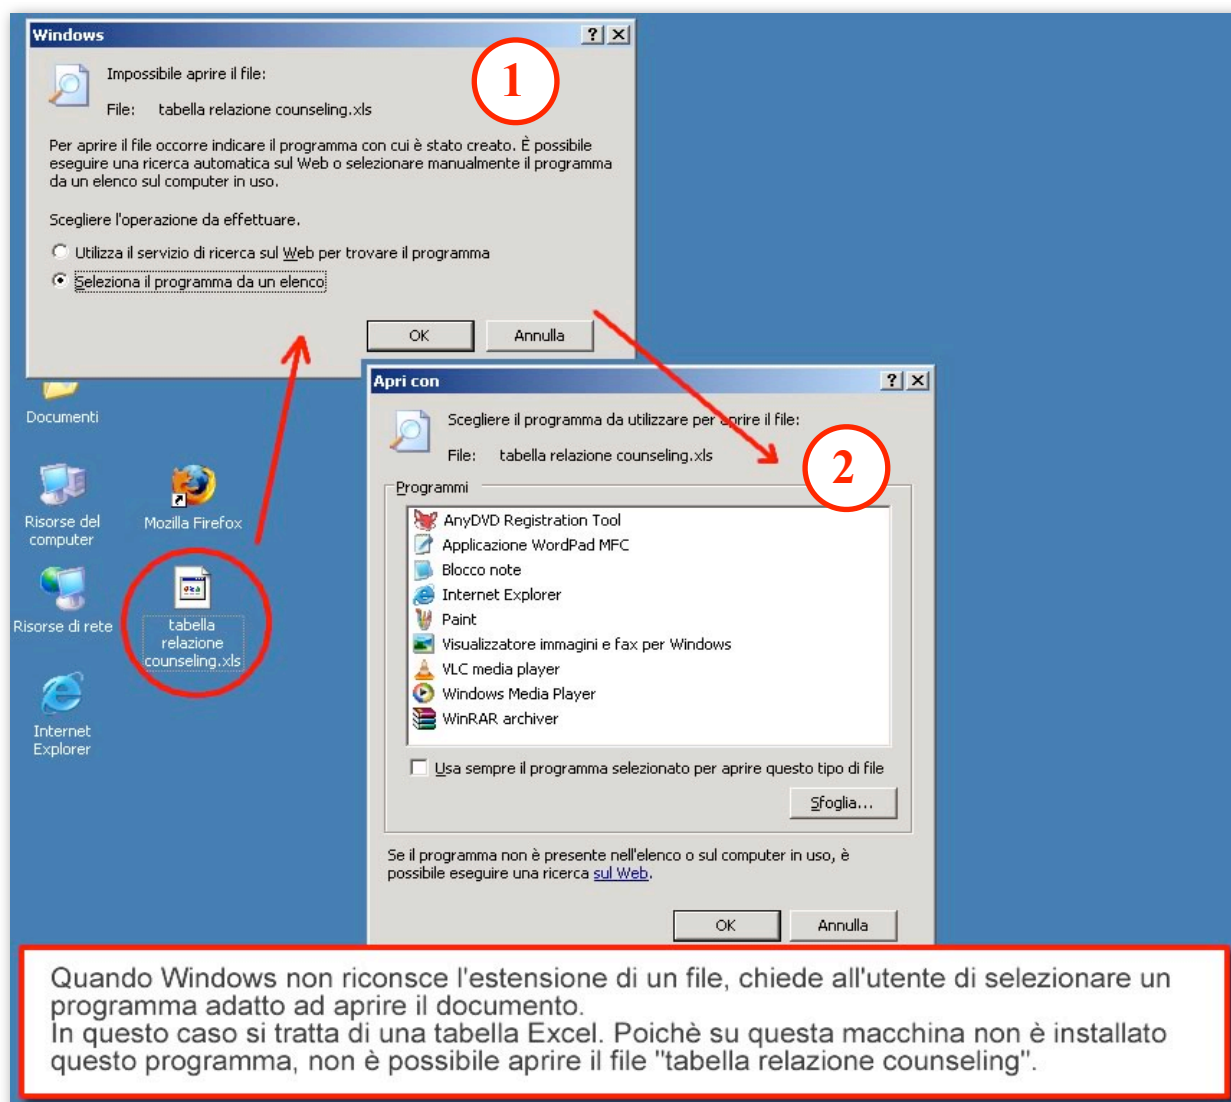 Windows
1
Impossibile aprire il file:
File: tabella relazione counseling.xls
Per aprire il file occorre indicare il programma con cui è stato creato. È possibile
eseguire una ricerca automatica sul Web o selezionare manualmente il programma
da un elenco sul computer in uso.
Scegliere l'operazione da effettuare.
Utilizza il servizio di ricerca sul Web per trovare il programma
Seleziona il programma da un elenco
OK Annulla
Documenti
Risorse del
computer
Mozilla Firefox
Risorse di rete
tabella
relazione
counseling.xls
Internet
Explorer
Apri con
Scegliere il programma da utilizzare per aprire il file:
File: tabella relazione counseling.xls
2
Programmi
AnyDVD Registration Tool
Applicazione WordPad MFC
Blocco note
Internet Explorer
Paint
Visualizzatore immagini e fax per Windows
VLC media player
Windows Media Player
WinRAR archiver
Usa sempre il programma selezionato per aprire questo tipo di file
Sfoglia...
Se il programma non è presente nell'elenco o sul computer in uso, è
possibile eseguire una ricerca sul Web.
OK Annulla
Quando Windows non riconsce l'estensione di un file, chiede all'utente di selezionare un
programma adatto ad aprire il documento.
In questo caso si tratta di una tabella Excel. Poichè su questa macchina non è installato
questo programma, non è possibile aprire il file "tabella relazione counseling".